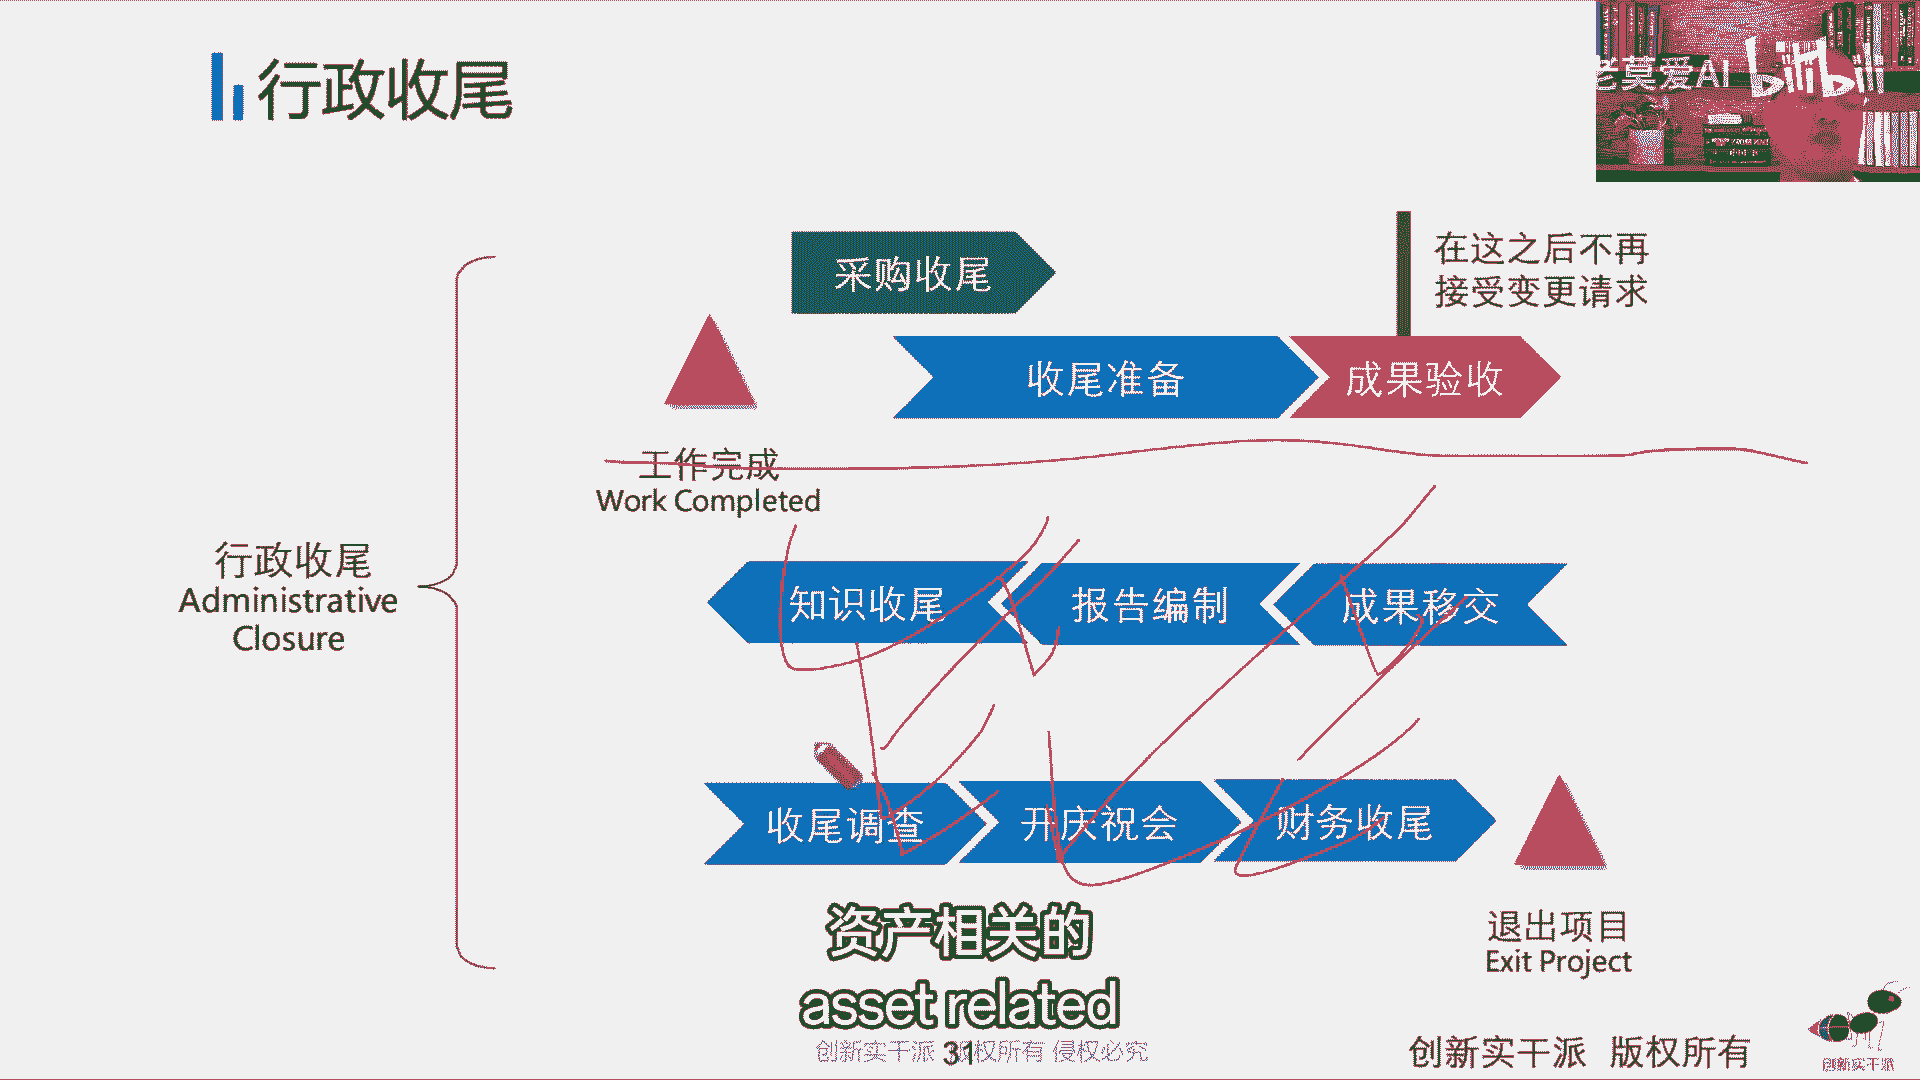 行政收尾
老莫爱AI bilibili
采购收尾
在这之后不再
接受变更请求
收尾准备
成果验收
工作完成
Work Completed
行政收尾
Administrative
Closure
知识收尾
报告编制
成果移交
收尾调查
开庆祝会
财务收尾
退出项目
Exit Project
资产相关的
asset related
创新实干派 版权所有 侵权必究
31
创新实干派 版权所有
创新实干派